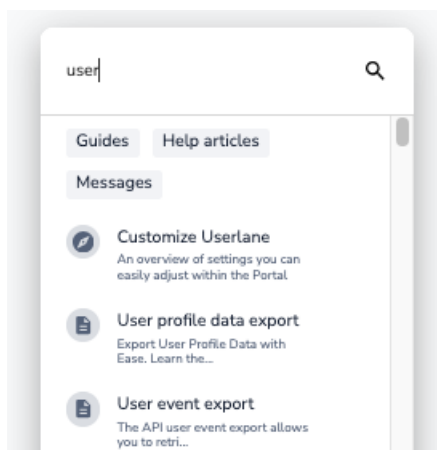 user
Guides Help articles
Messages
Customize Userlane
An overview of settings you can
easily adjust within the Portal
User profile data export
Export User Profile Data with
Ease. Learn the...
User event export
The API user event export allows
you to retri...